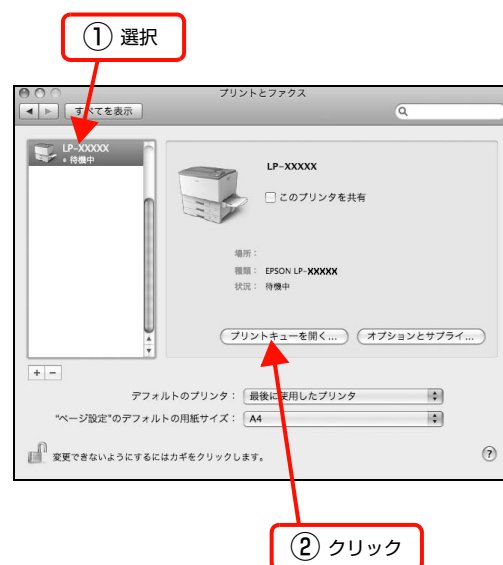 ① 選択
プリントとファクス
すべてを表示
LP-XXXXX
待機中
LP-XXXXX
このプリンタを共有
場所：
種類： EPSON LP-XXXXX
状況： 待機中
プリントキューを開く... オプションとサプライ...
+ −
デフォルトのプリンタ： 最後に使用したプリンタ
"ページ設定"のデフォルトの用紙サイズ： A4
変更できないようにするにはカギをクリックします。 ?
② クリック